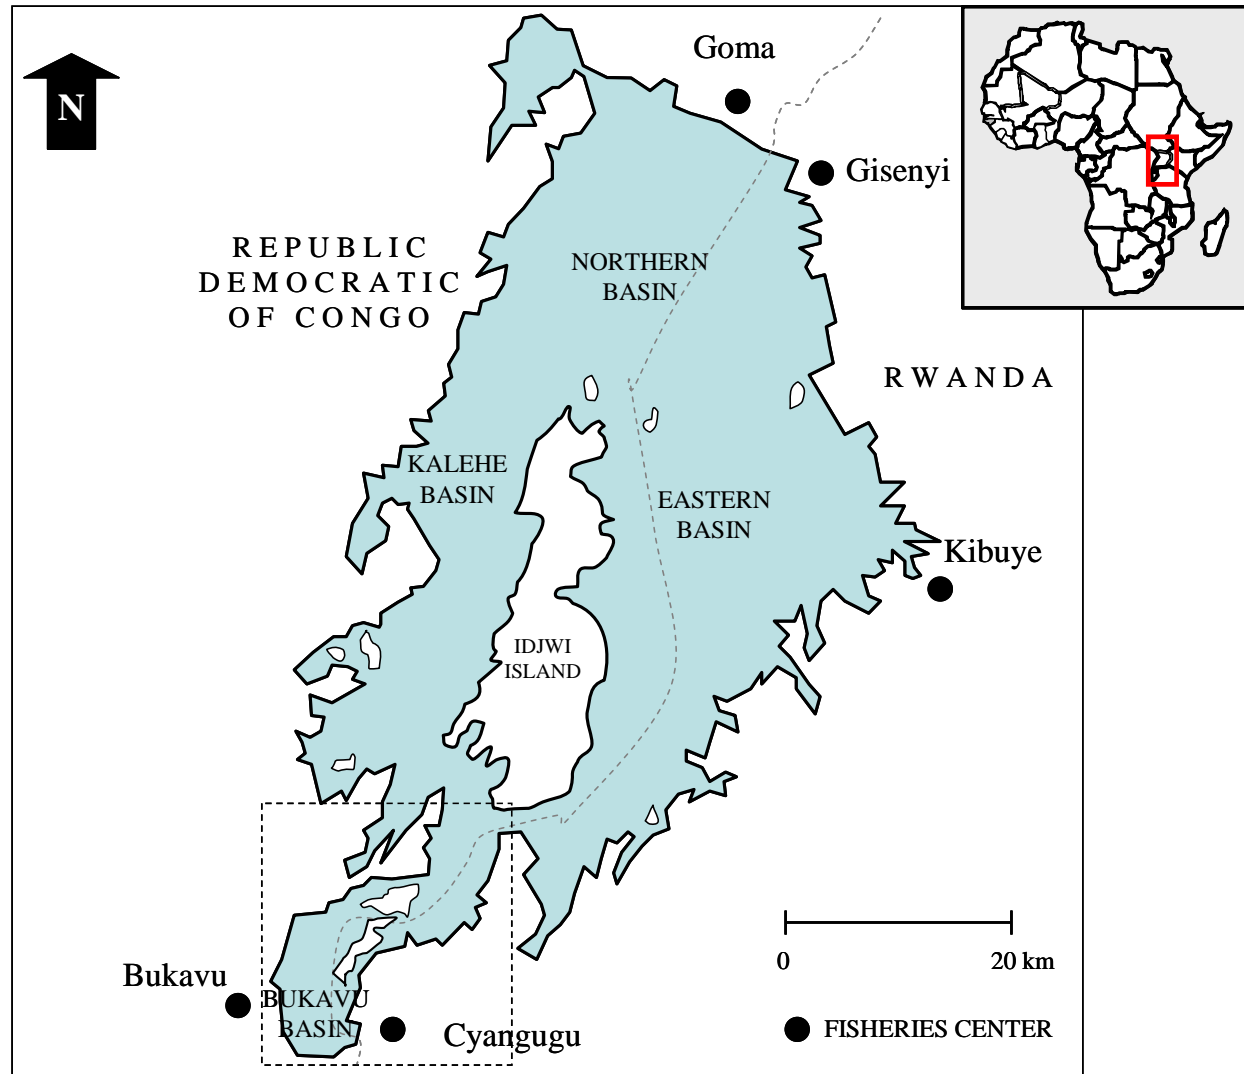 N
Goma
Gisenyi
REPUBLIC
DEMOCRATIC
OF CONGO
NORTHERN
BASIN
RWANDA
KALEHE
BASIN
EASTERN
BASIN
Kibuye
IDJWI
ISLAND
Bukavu
BUKAVU
BASIN
Cyangugu
0 20 km
FISHERIES CENTER